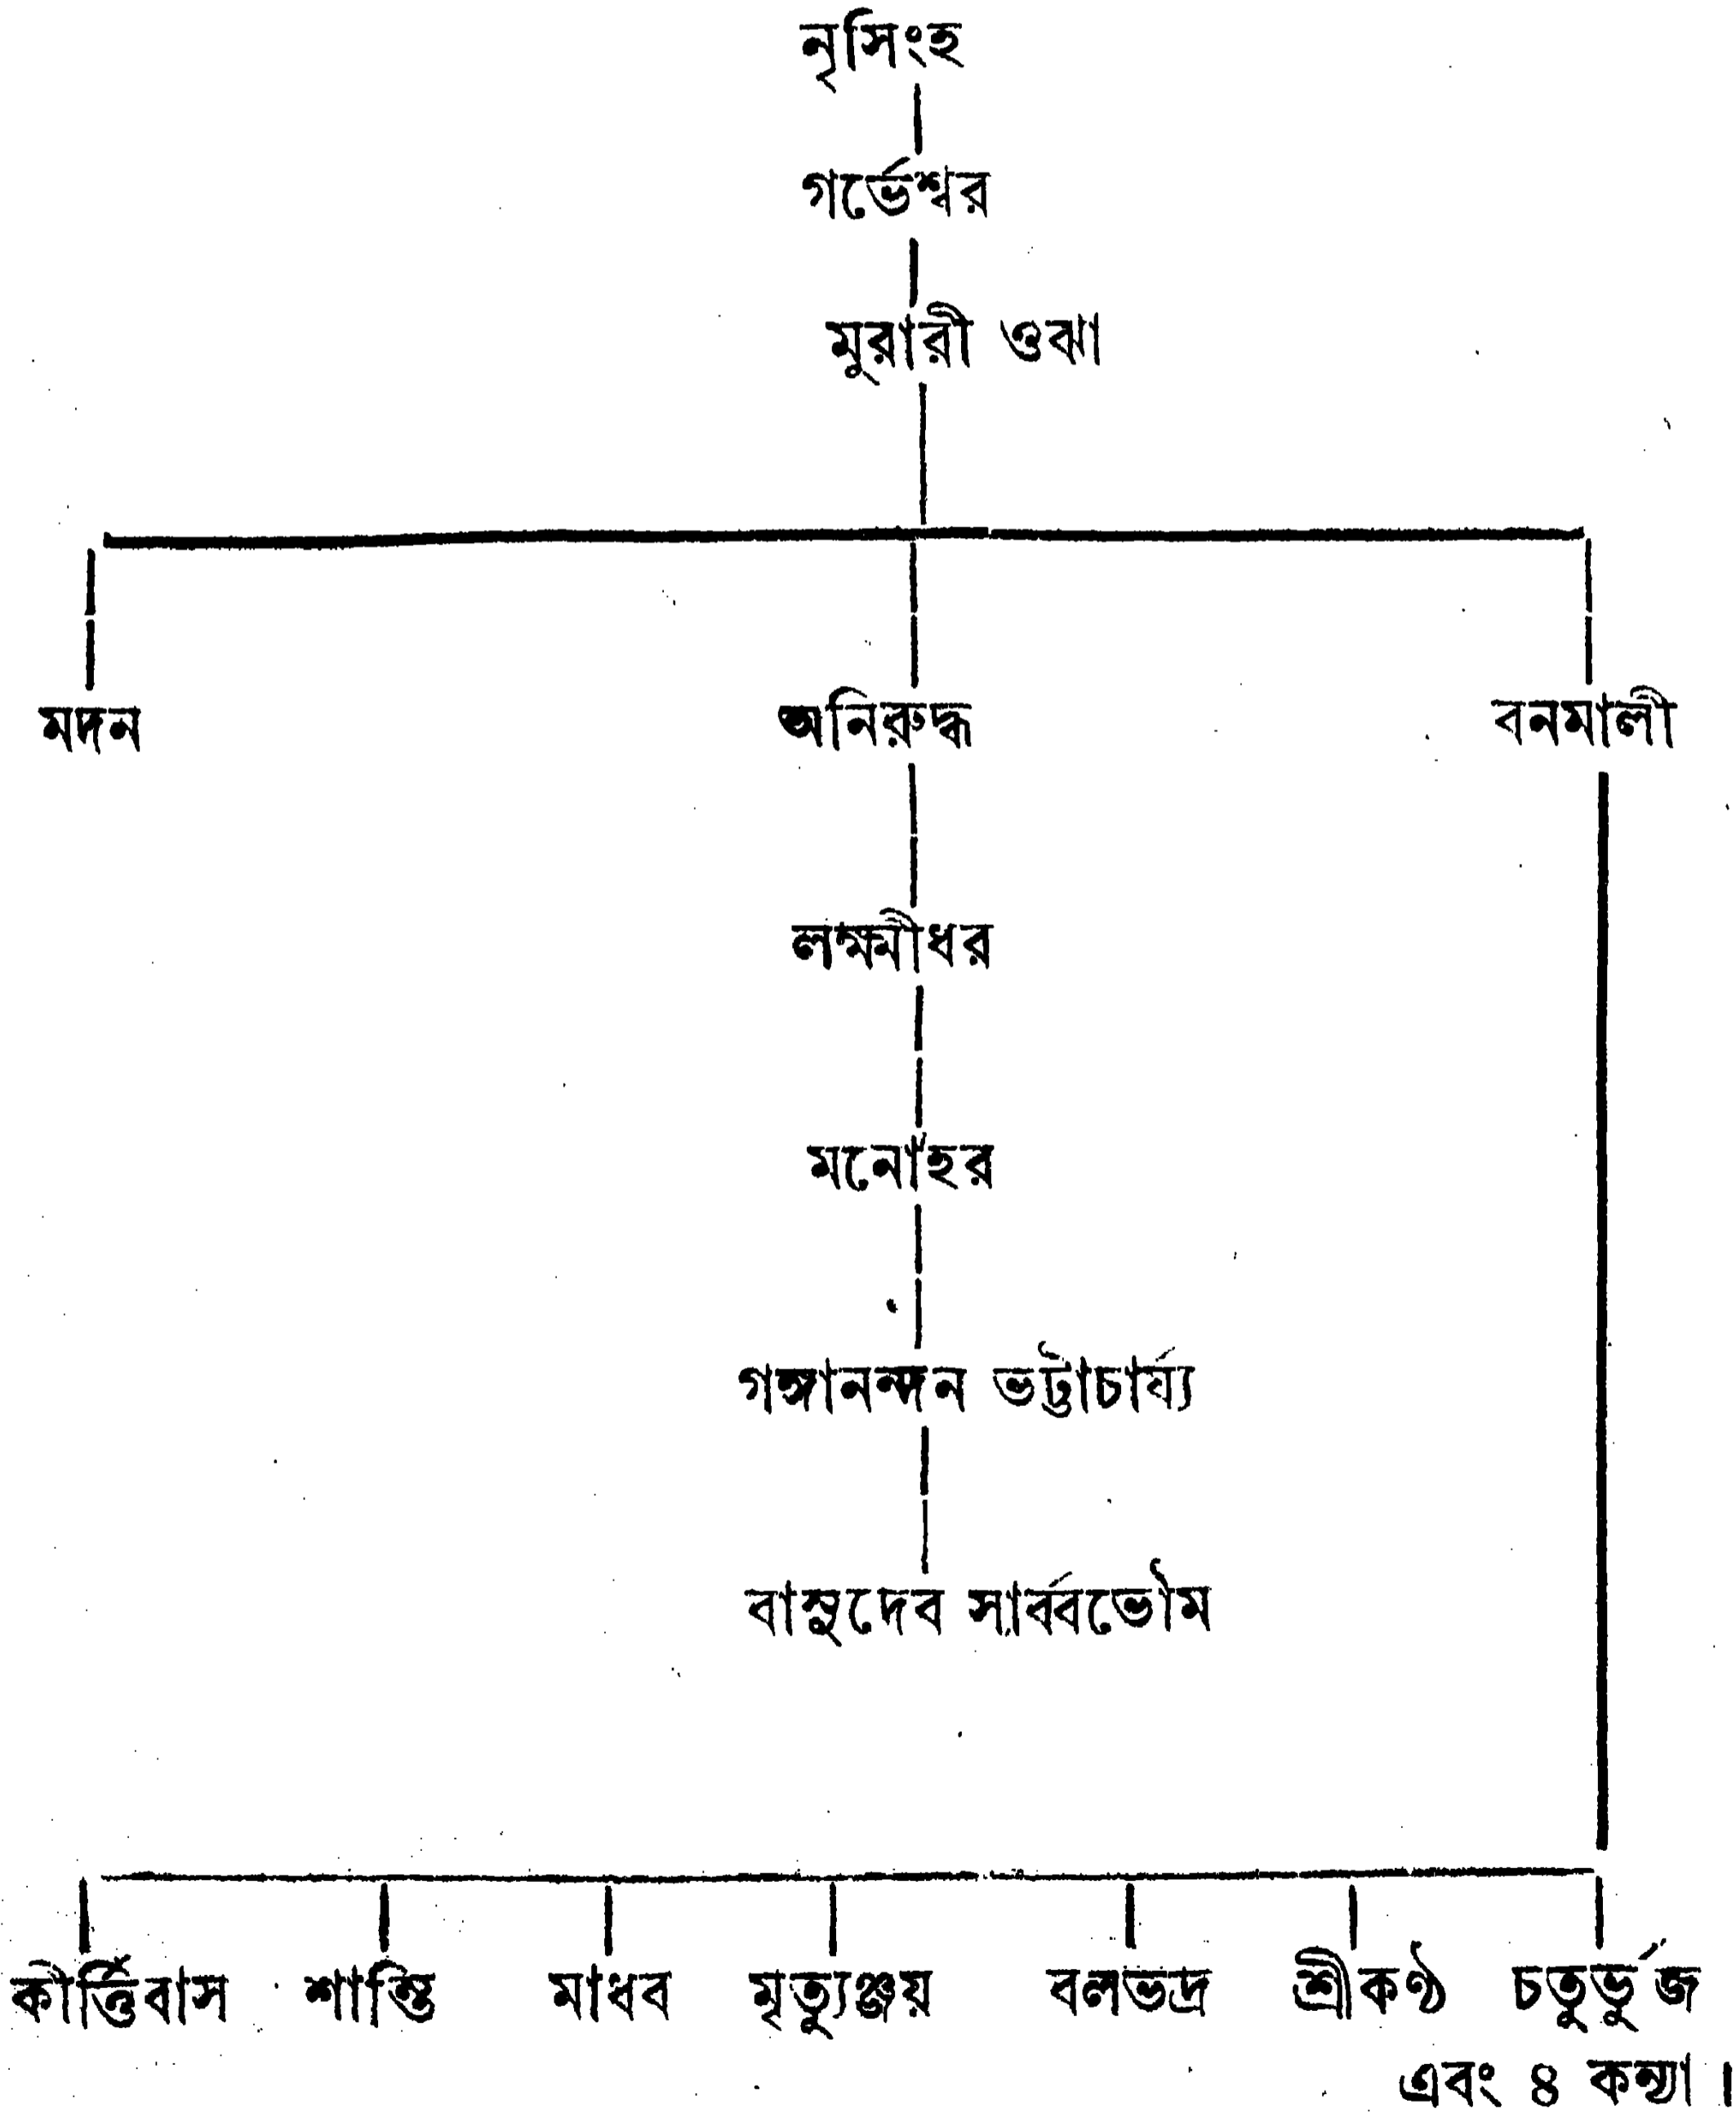 নৃসিংহ
গর্ভেশ্বর
মুরারী ওঝা
মদন অনিরুদ্ধ বনমালী
লক্ষ্মীধর
মনোহর
গঙ্গানন্দন ভট্টাচার্য্য
বাসুদেব সার্ব্বভৌম
কীর্ত্তিবাস শান্তি মাধব মৃত্যুঞ্জয় বলভদ্র শ্রীকণ্ঠ চতুর্ভুজ
এবং ৪ কন্যা।